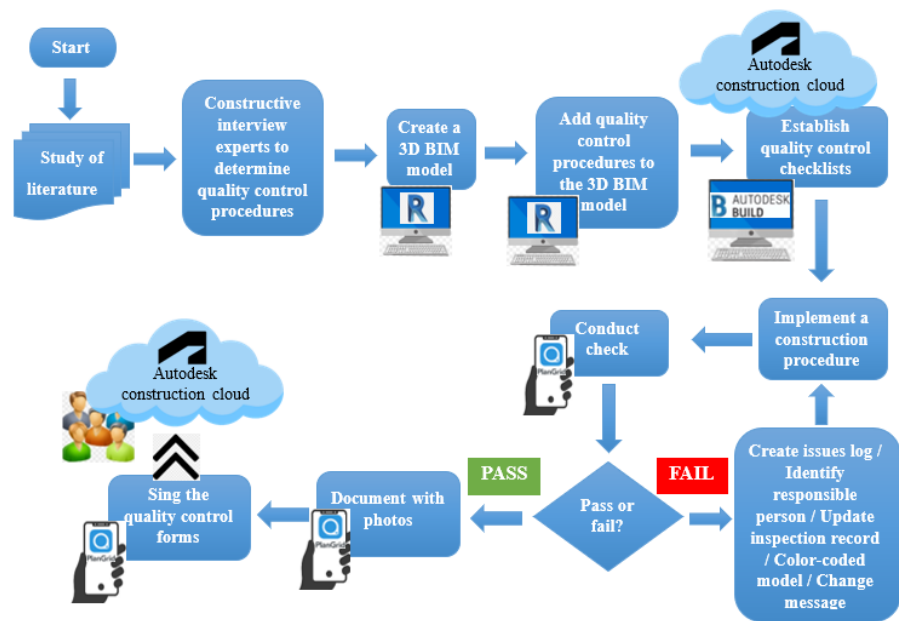 Start
Study of
literature
Constructive
interview
experts to
determine
quality control
procedures
Create a
3D BIM
model
R
Add quality
control
procedures to
the 3D BIM
model
R
Autodesk
construction cloud
Establish
quality control
checklists
B AUTODESK
BUILD
Implement a
construction
procedure
Conduct
check
PlanGrid
Pass or
fail?
FAIL
Create issues log /
Identify
responsible
person / Update
inspection record
/ Color-coded
model / Change
message
PASS
Document with
photos
PlanGrid
Sing the
quality control
forms
PlanGrid
Autodesk
construction cloud